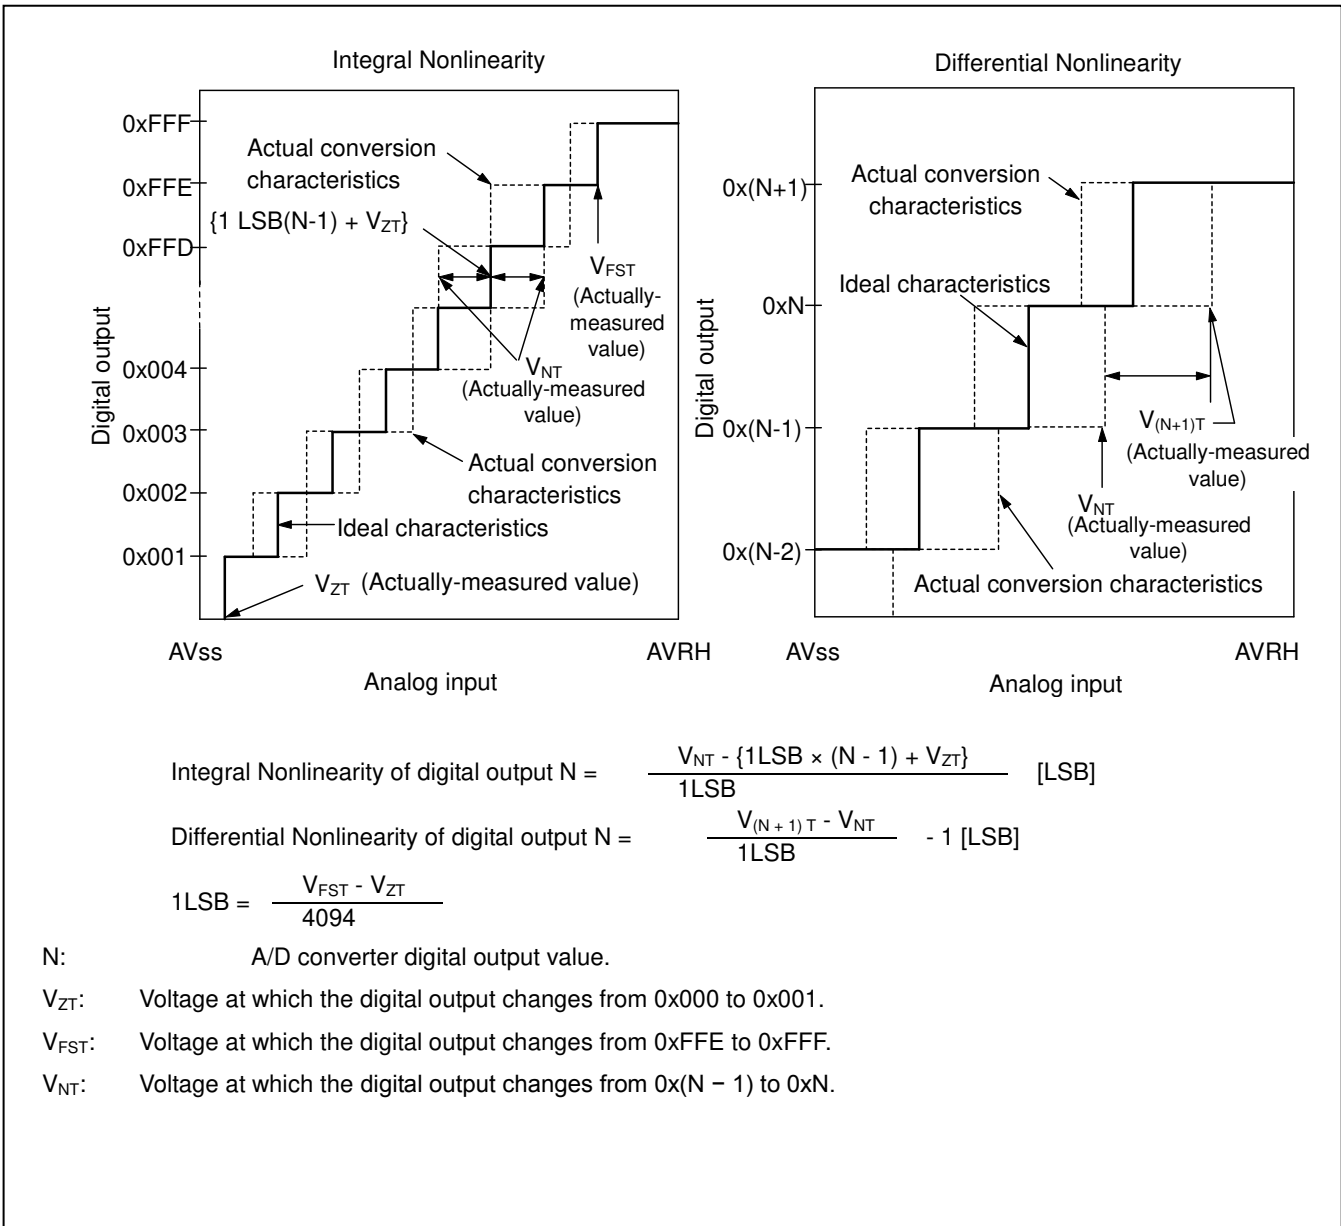 Integral Nonlinearity
0xFFF
0xFFE
0xFFD
0x004
0x003
0x002
0x001
Digital output
Actual conversion
characteristics
{1 LSB(N-1) + VZT}
VFST
(Actually-
measured
value)
VNT
(Actually-measured
value)
Actual conversion
characteristics
Ideal characteristics
VZT (Actually-measured value)
AVss
AVRH
Analog input
Differential Nonlinearity
0x(N+1)
0xN
0x(N-1)
0x(N-2)
Digital output
Actual conversion
characteristics
Ideal characteristics
V(N+1)T
(Actually-measured
value)
VNT
(Actually-measured
value)
Actual conversion characteristics
AVss
AVRH
Analog input
Integral Nonlinearity of digital output N =
VNT - {1LSB × (N - 1) + VZT}
1LSB
[LSB]
Differential Nonlinearity of digital output N =
V(N + 1) T - VNT
1LSB
- 1 [LSB]
1LSB =
VFST - VZT
4094
N: A/D converter digital output value.
VZT: Voltage at which the digital output changes from 0x000 to 0x001.
VFST: Voltage at which the digital output changes from 0xFFE to 0xFFF.
VNT: Voltage at which the digital output changes from 0x(N − 1) to 0xN.